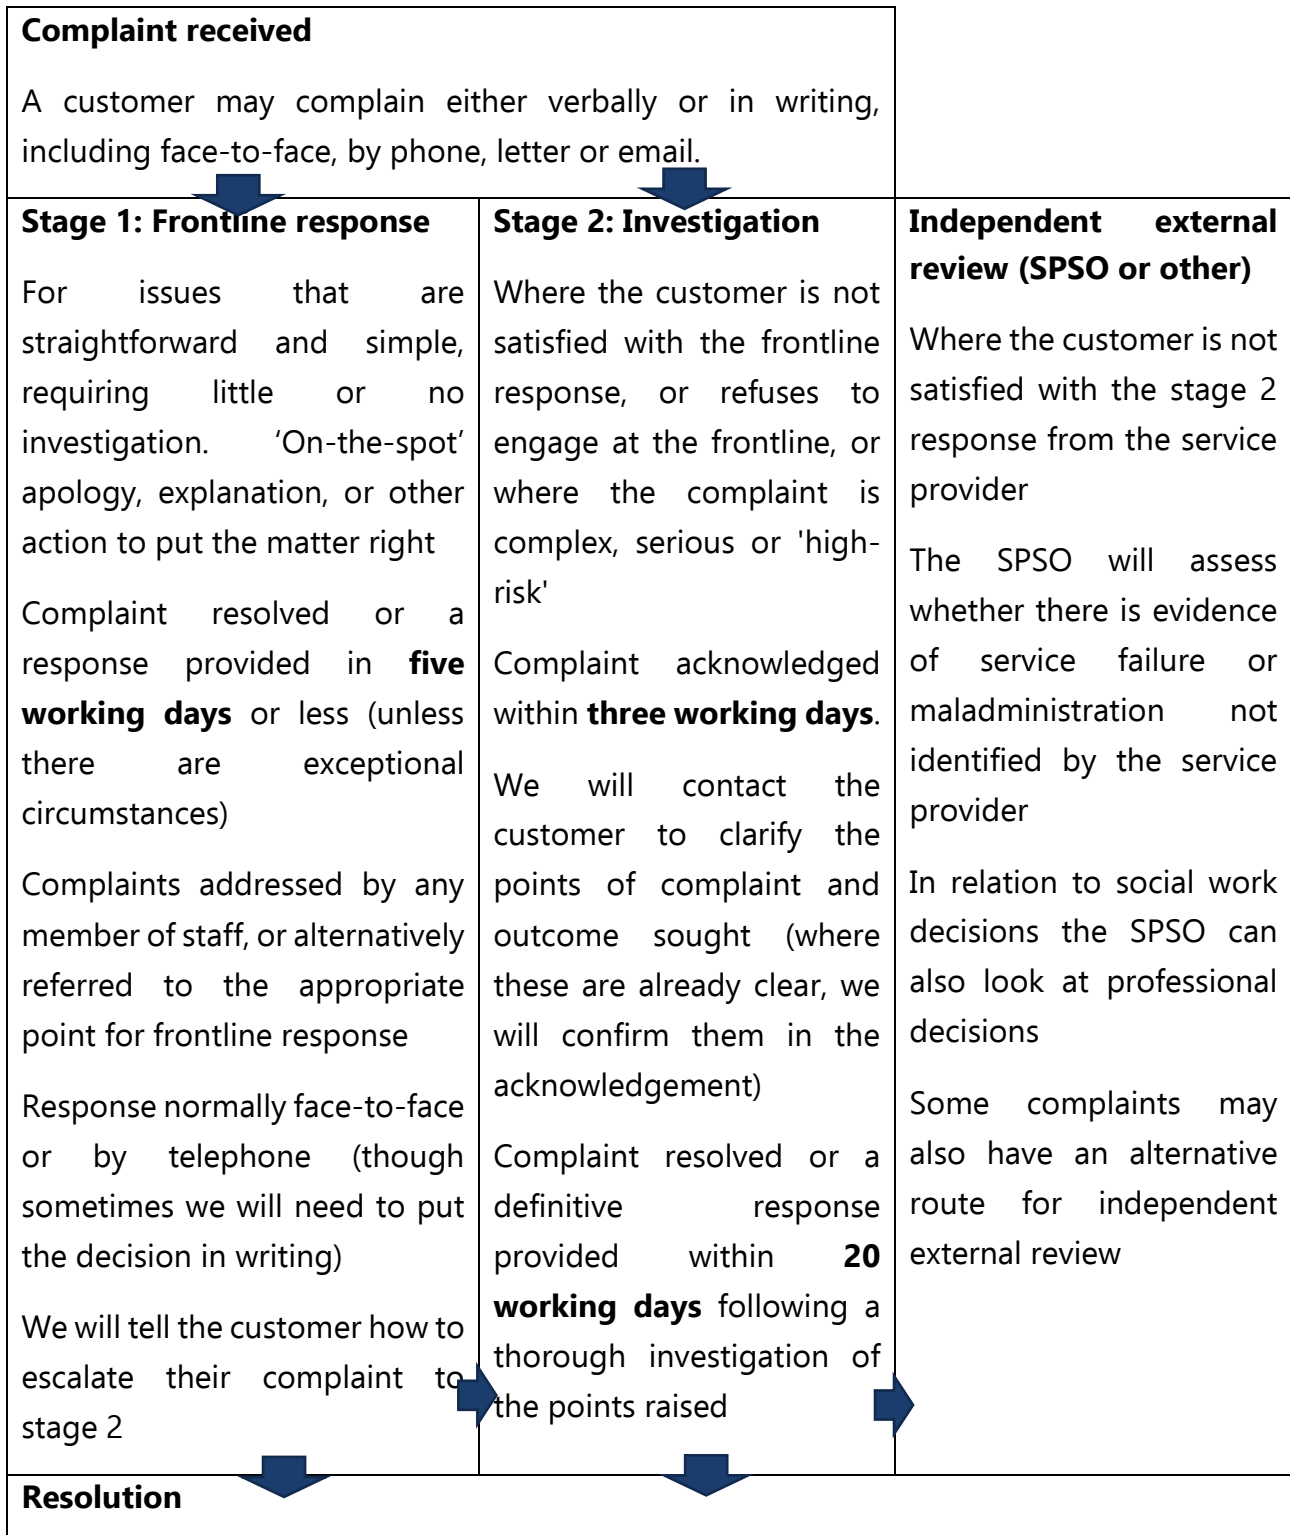 Complaint received
A customer may complain either verbally or in writing,
including face-to-face, by phone, letter or email.
Stage 1: Frontline response
For issues that are
straightforward and simple,
requiring little or no
investigation. ‘On-the-spot’
apology, explanation, or other
action to put the matter right
Complaint resolved or a
response provided in five
working days or less (unless
there are exceptional
circumstances)
Complaints addressed by any
member of staff, or alternatively
referred to the appropriate
point for frontline response
Response normally face-to-face
or by telephone (though
sometimes we will need to put
the decision in writing)
We will tell the customer how to
escalate their complaint to
stage 2
Stage 2: Investigation
Where the customer is not
satisfied with the frontline
response, or refuses to
engage at the frontline, or
where the complaint is
complex, serious or 'high-
risk'
Complaint acknowledged
within three working days.
We will contact the
customer to clarify the
points of complaint and
outcome sought (where
these are already clear, we
will confirm them in the
acknowledgement)
Complaint resolved or a
definitive response
provided within 20
working days following a
thorough investigation of
the points raised
Independent external
review (SPSO or other)
Where the customer is not
satisfied with the stage 2
response from the service
provider
The SPSO will assess
whether there is evidence
of service failure or
maladministration not
identified by the service
provider
In relation to social work
decisions the SPSO can
also look at professional
decisions
Some complaints may
also have an alternative
route for independent
external review
Resolution